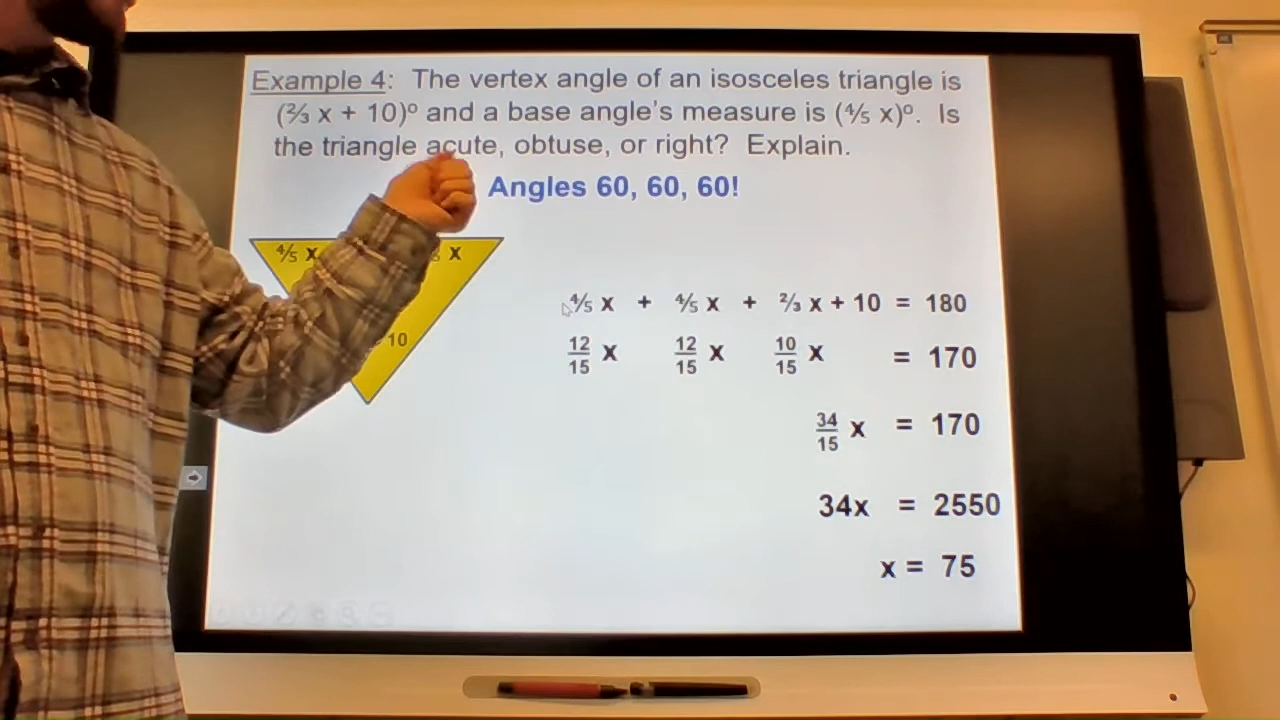 Example 4: The vertex angle of an isosceles triangle is
(⅔ x + 10)º and a base angle's measure is (⅘ x)º. Is
the triangle acute, obtuse, or right? Explain.
Angles 60, 60, 60!
⅘ x x
10
⅘ x + ⅘ x + ⅔ x + 10 = 180
12/15 x 12/15 x 10/15 x = 170
34/15 x = 170
34x = 2550
x = 75